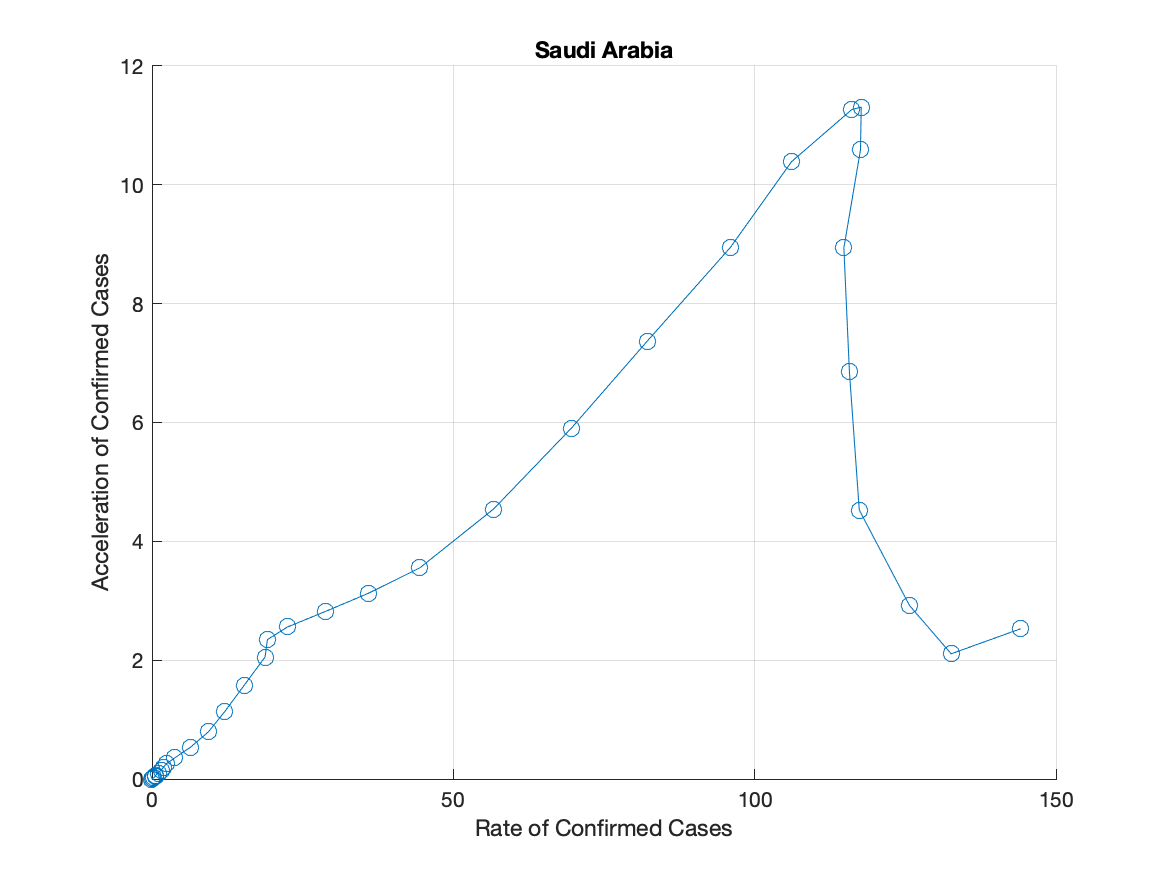 Saudi Arabia
12
10
8
6
4
2
0
0 50 100 150
Acceleration of Confirmed Cases
Rate of Confirmed Cases